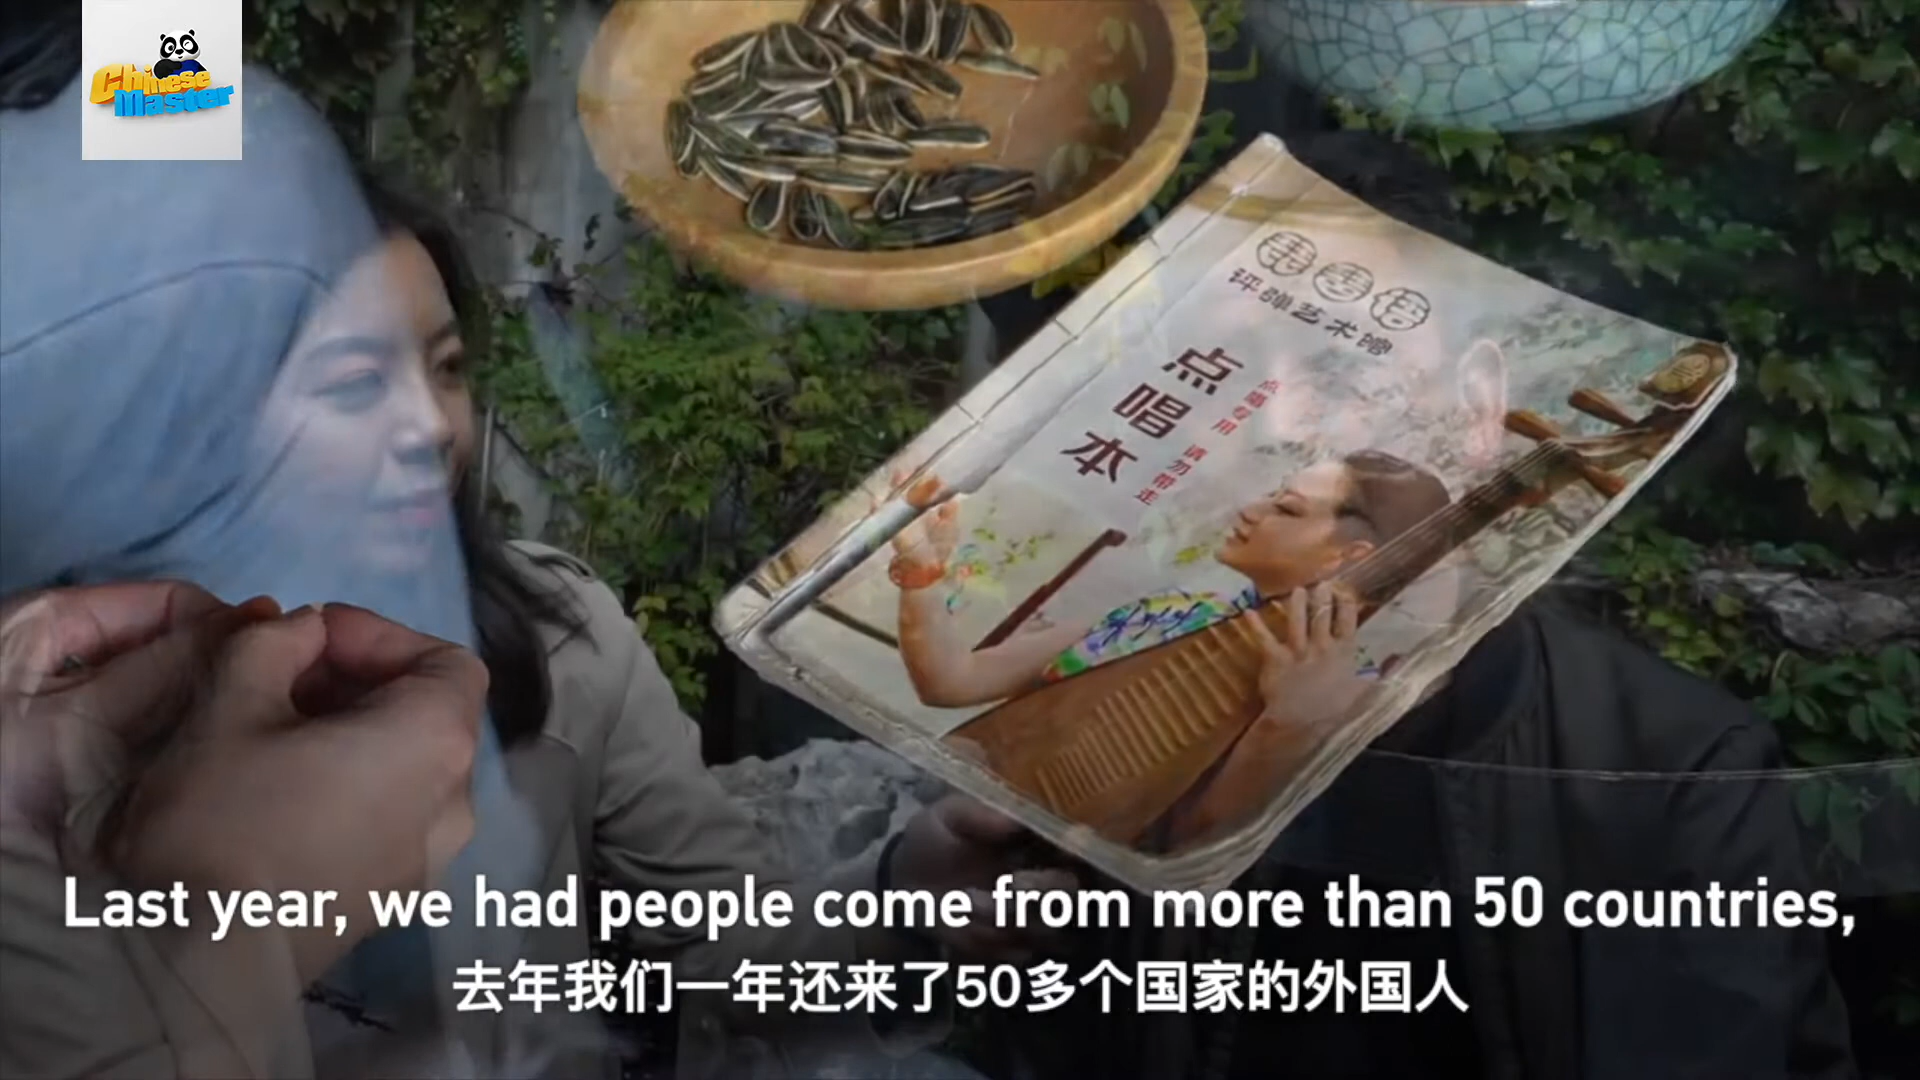 Chinese
Master
琴语
评弹艺术馆
点唱本
点唱专用 请勿带走
Last year, we had people come from more than 50 countries,
去年我们一年还来了50多个国家的外国人